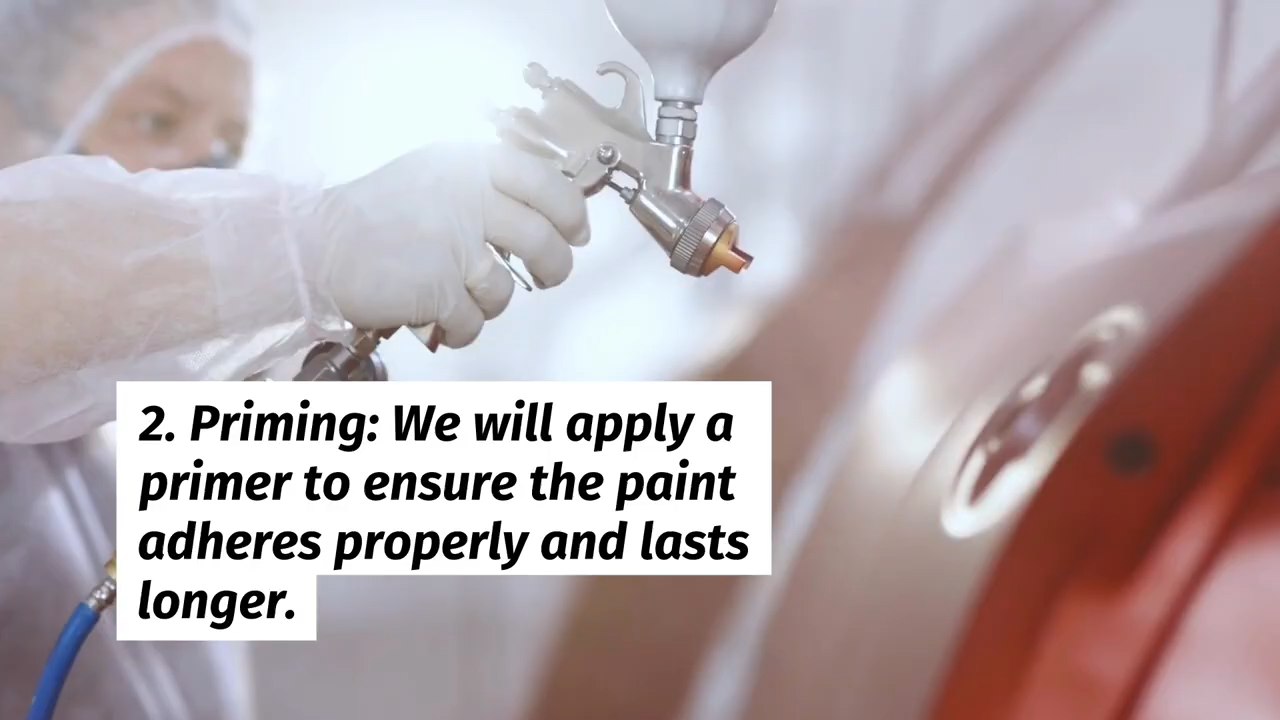 2. Priming: We will apply a
primer to ensure the paint
adheres properly and lasts
longer.